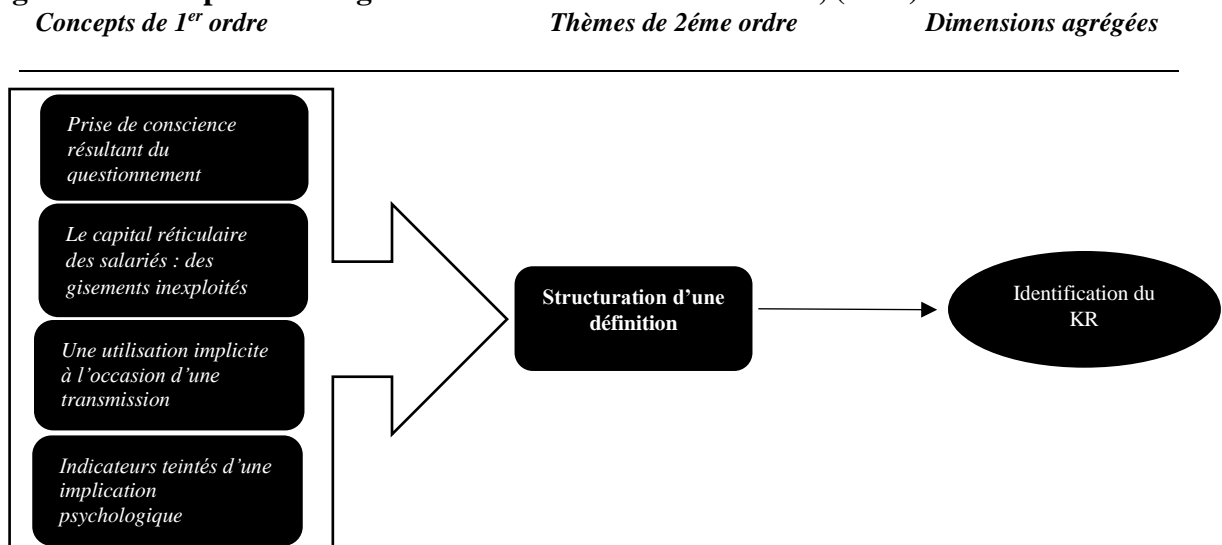 Concepts de 1er ordre
Thèmes de 2éme ordre
Dimensions agrégées
Prise de conscience
résultant du
questionnement
Le capital réticulaire
des salariés : des
gisements inexploités
Une utilisation implicite
à l’occasion d’une
transmission
Indicateurs teintés d’une
implication
psychologique
Structuration d’une
définition
Identification du
KR